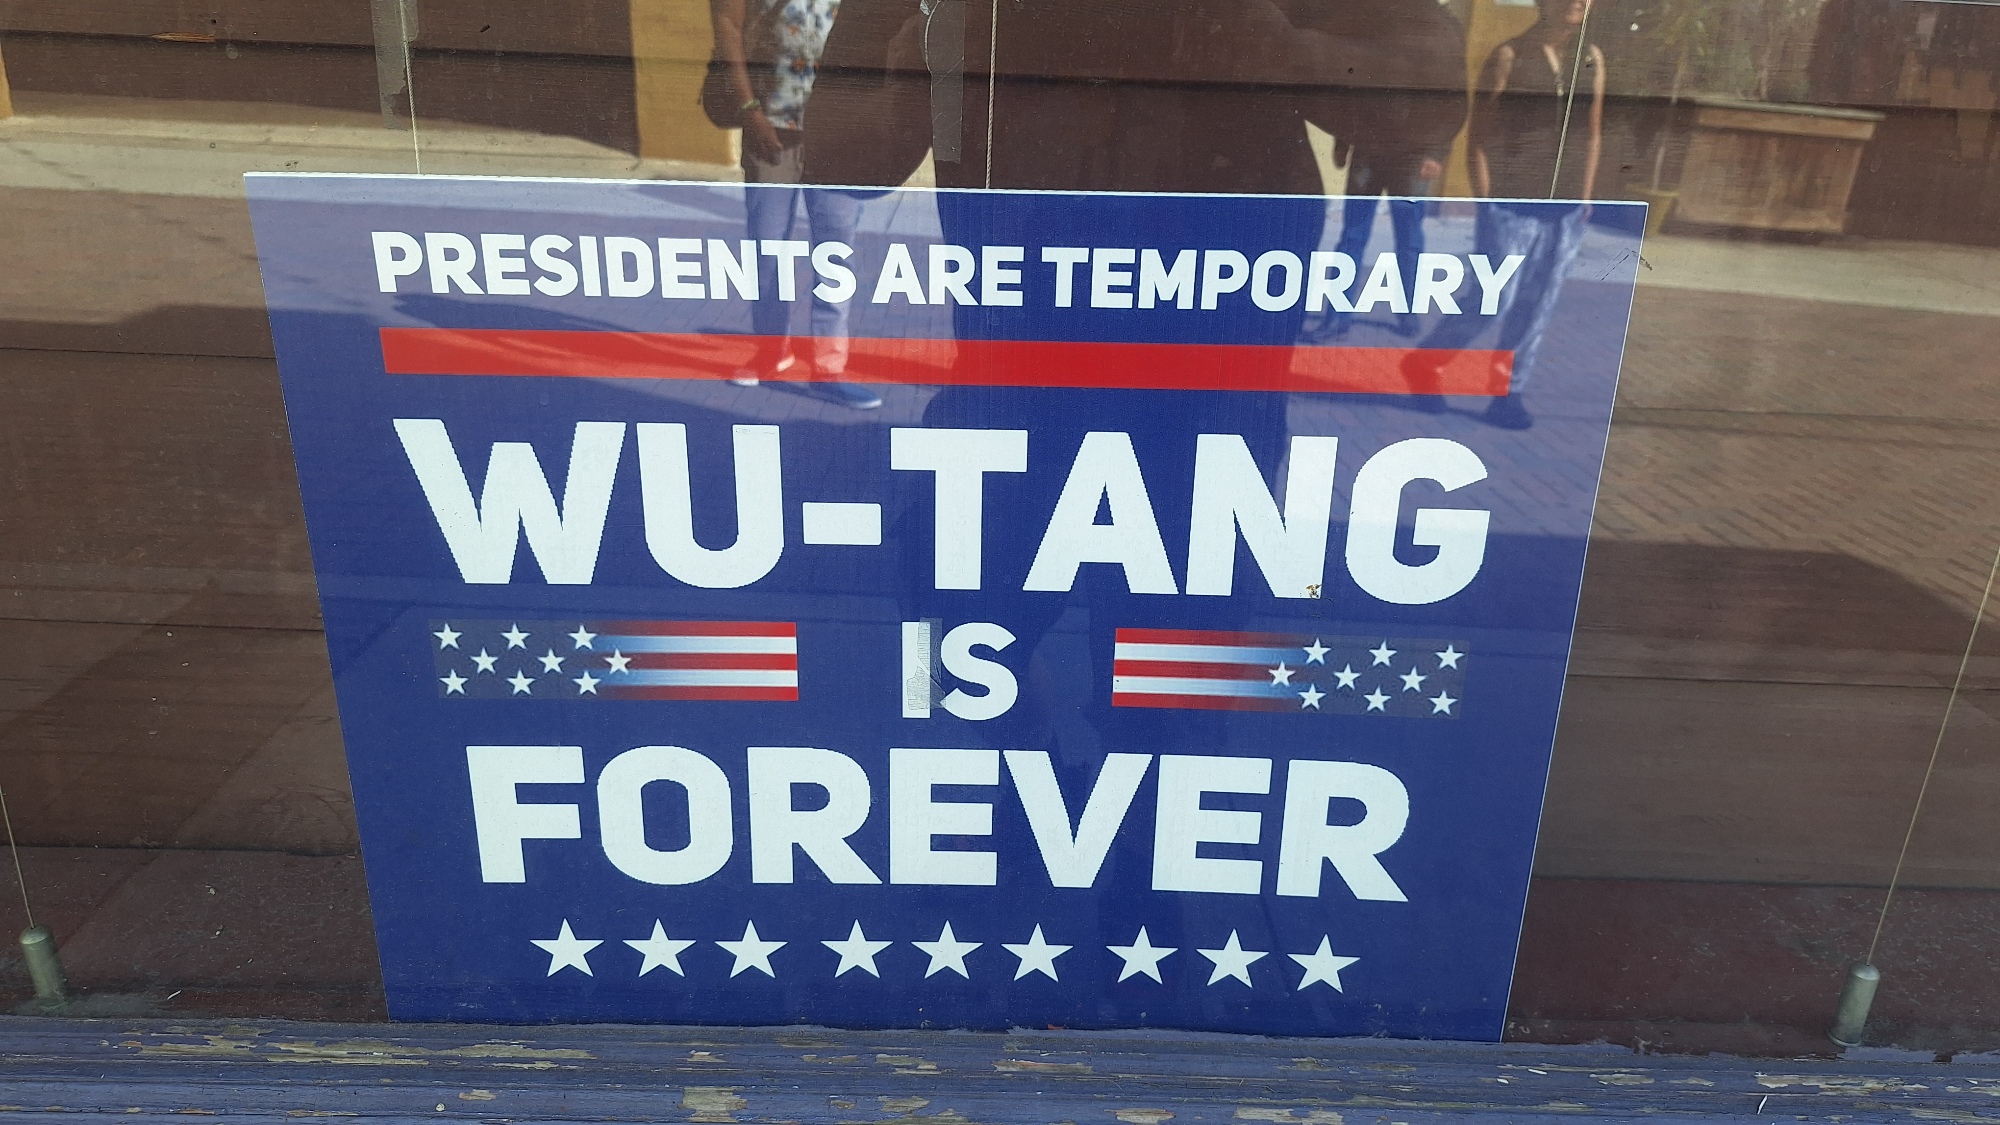 PRESIDENTS ARE TEMPORARY
WU-TANG
IS
FOREVER